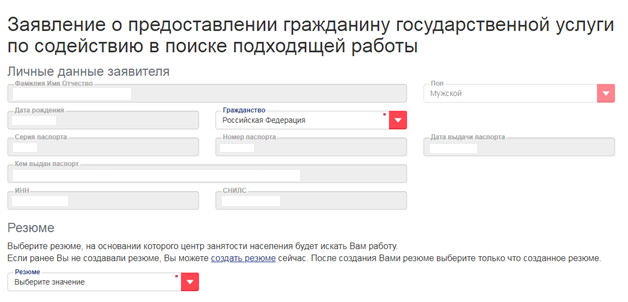 Заявление о предоставлении гражданину государственной услуги
по содействию в поиске подходящей работы
Личные данные заявителя
Фамилия Имя Отчество
Пол
Мужской
Дата рождения
Гражданство
Российская Федерация
*
Серия паспорта
Номер паспорта
Дата выдачи паспорта
Кем выдан паспорт
ИНН
СНИЛС
Резюме
Выберите резюме, на основании которого центр занятости населения будет искать Вам работу.
Если ранее Вы не создавали резюме, Вы можете создать резюме сейчас. После создания Вами резюме выберите только что созданное резюме.
Резюме
Выберите значение
*